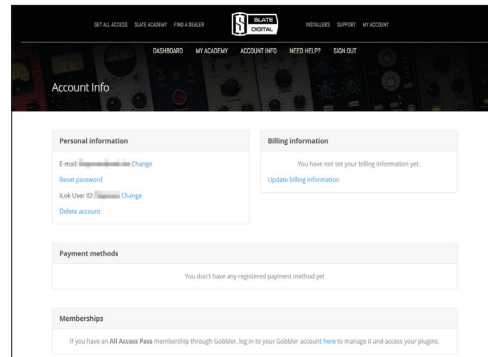 GET ALL ACCESS SLATE ACADEMY FIND A DEALER SLATE DIGITAL INSTALLERS SUPPORT MY ACCOUNT
DASHBOARD MY ACADEMY ACCOUNT INFO NEED HELP? SIGN OUT
Account Info
Personal information
E-mail: Change
Reset password
iLok User ID: Change
Delete account
Billing information
You have not set your billing information yet.
Update billing information
Payment methods
You don't have any registered payment method yet
Memberships
If you have an All Access Pass membership through Gobbler, log in to your Gobbler account here to manage it and access your plugins.